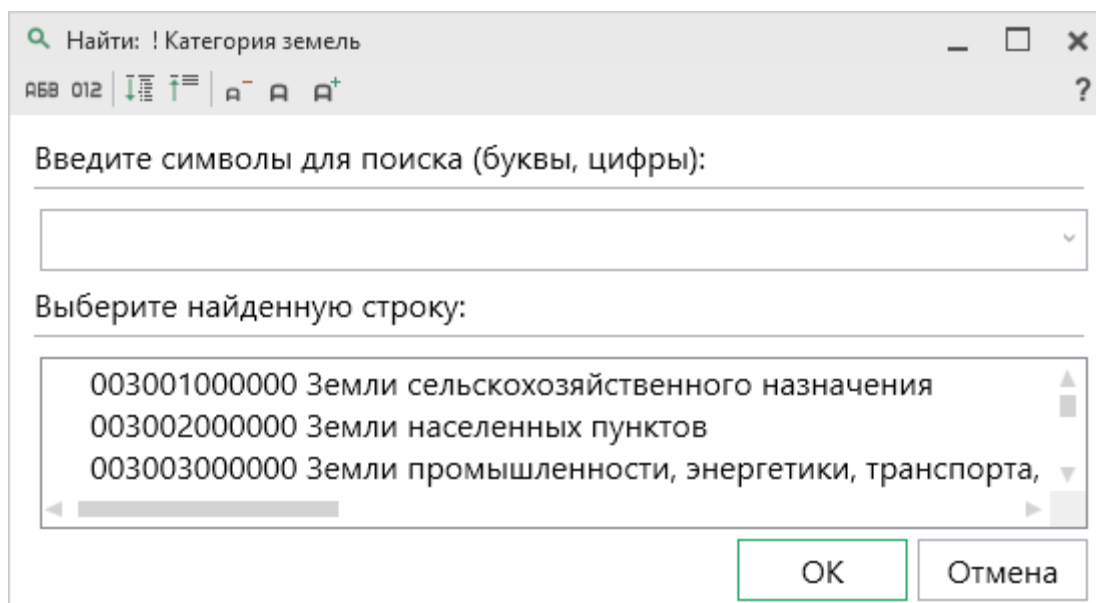 Найти: ! Категория земель
АБВ 012 а⁻ а а⁺ ?
Введите символы для поиска (буквы, цифры):
Выберите найденную строку:
003001000000 Земли сельскохозяйственного назначения
003002000000 Земли населенных пунктов
003003000000 Земли промышленности, энергетики, транспорта,
ОК Отмена